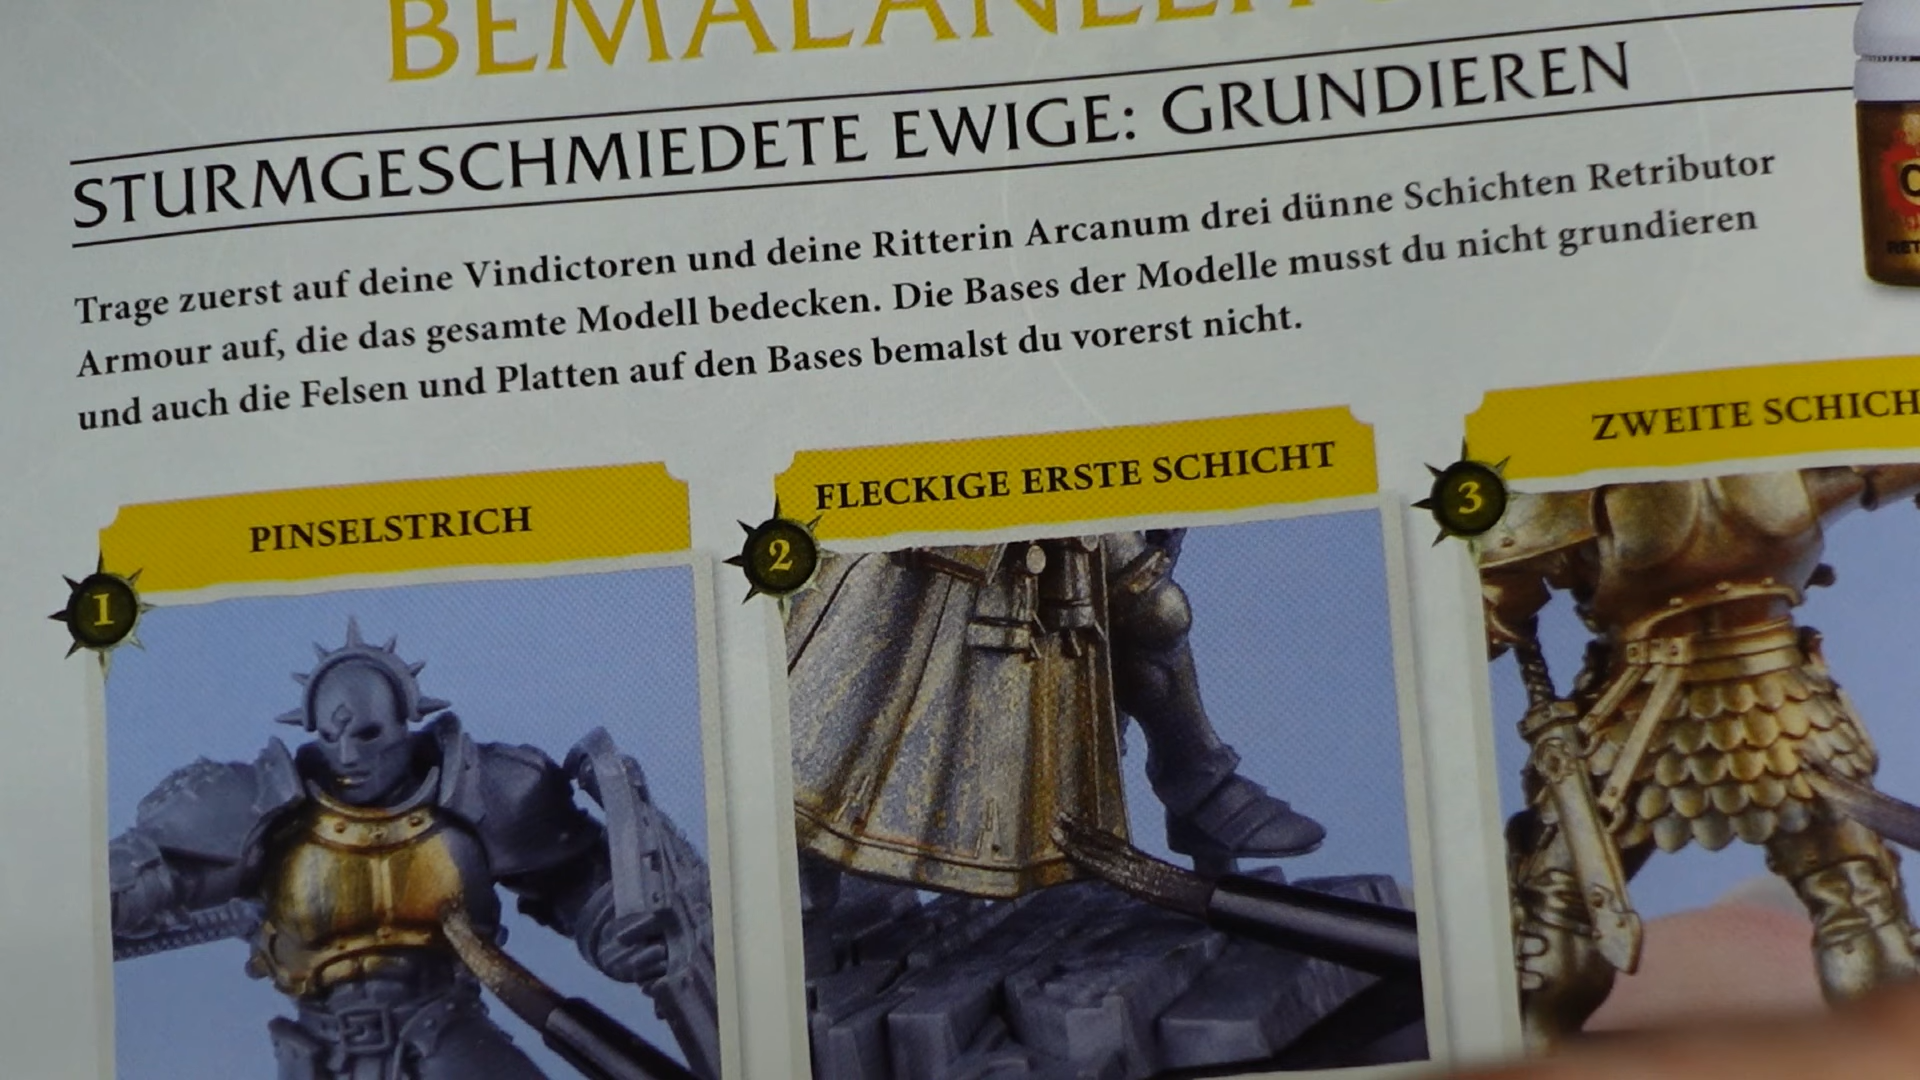 STURMGESCHMIEDETE EWIGE: GRUNDIEREN
Trage zuerst auf deine Vindictoren und deine Ritterin Arcanum drei dünne Schichten Retributor
Armour auf, die das gesamte Modell bedecken. Die Bases der Modelle musst du nicht grundieren
und auch die Felsen und Platten auf den Bases bemalst du vorerst nicht.
1
PINSELSTRICH
2
FLECKIGE ERSTE SCHICHT
3
ZWEITE SCHICH